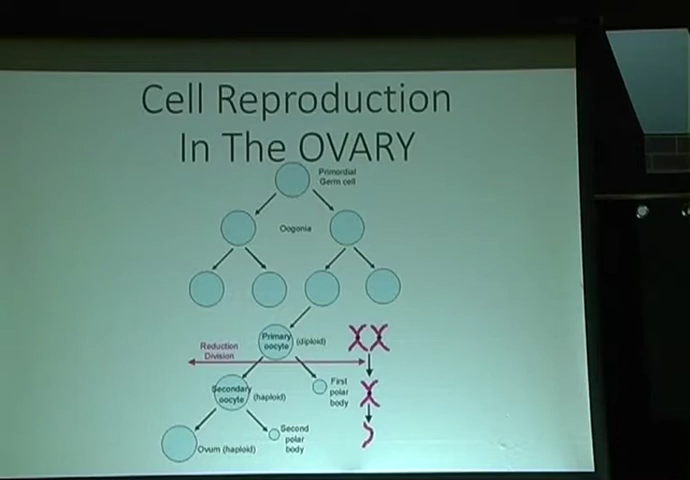 Cell Reproduction
In The OVARY
Primordial
Germ cell
Oogonia
Primary
oocyte
(diploid)
Reduction
Division
Secondary
oocyte
(haploid)
First
polar
body
Second
polar
body
Ovum (haploid)